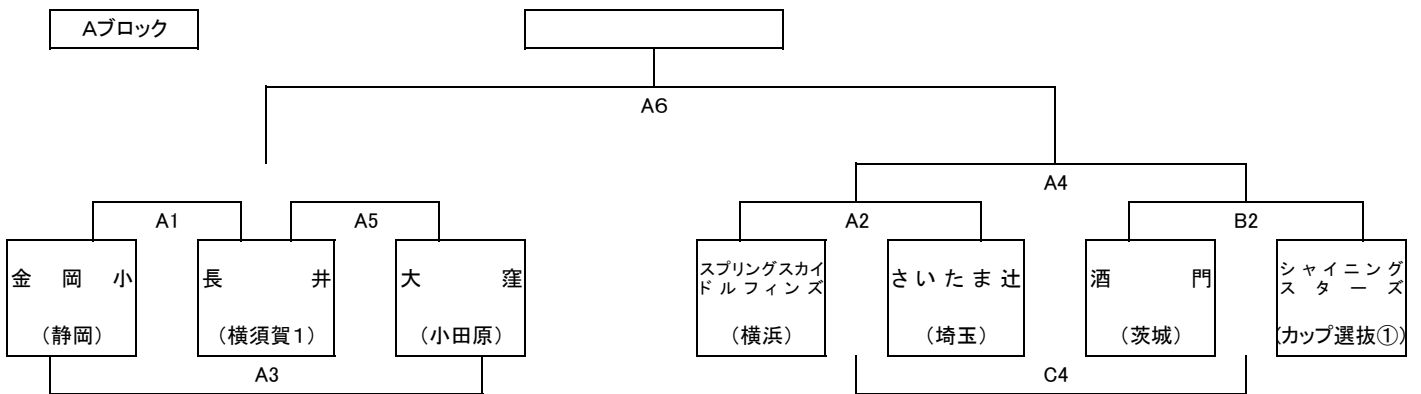 Aブロック
A6
A4
A1
A5
A2
B2
金岡小
(静岡)
長井
(横須賀1)
大窪
(小田原)
スプリングスカイ
ドルフィンズ
(横浜)
さいたま辻
(埼玉)
酒門
(茨城)
シャイニング
スターズ
(カップ選抜①)
A3
C4